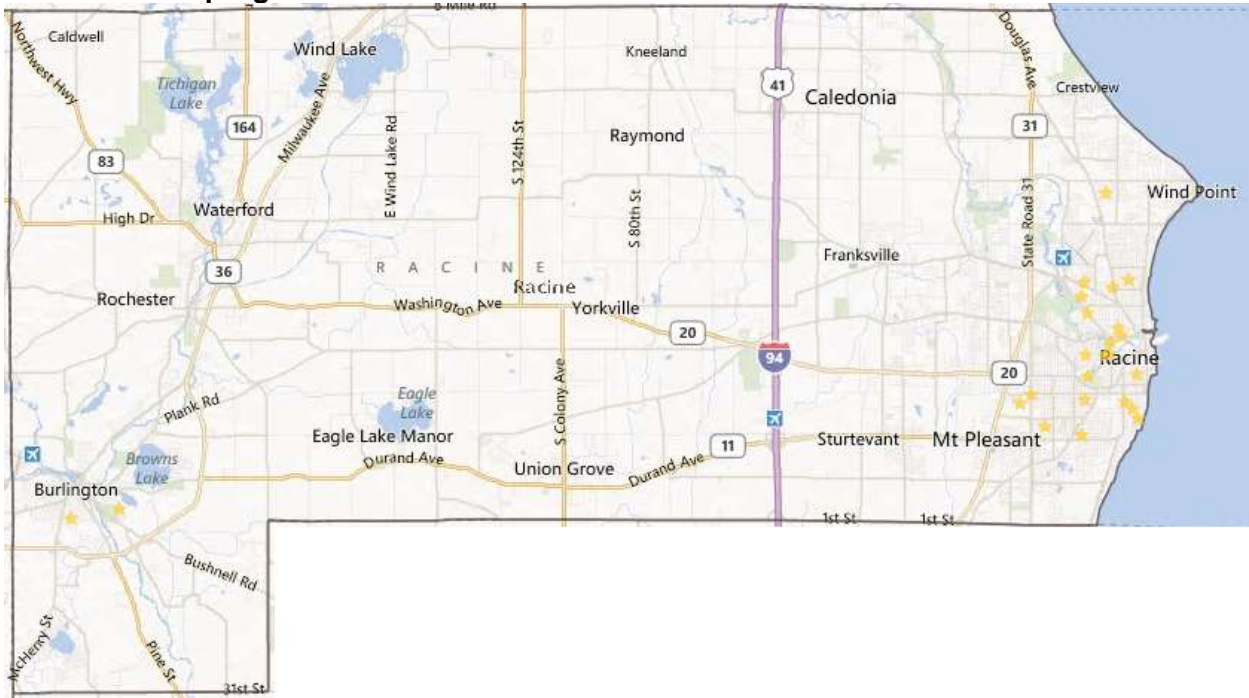 8 Mile Rd
Caldwell
Wind Lake
Kneeland
Northwest Hwy
Tichigan
Lake
Milwaukee Ave
41
Douglas Ave
Crestview
Caledonia
164
E Wind Lake Rd
S 124th St
Raymond
31
83
Wind Point
Waterford
High Dr
S 80th St
State Road 31
Franksville
36
RACINE
Racine
Rochester
Washington Ave
Yorkville
20
94
Racine
20
Plank Rd
Eagle
Lake
S Colony Ave
Eagle Lake Manor
11
Sturtevant
Mt Pleasant
Browns
Lake
Durand Ave
Union Grove
Durand Ave
Burlington
1st St
1st St
Bushnell Rd
McHenry St
Pine St
31st St